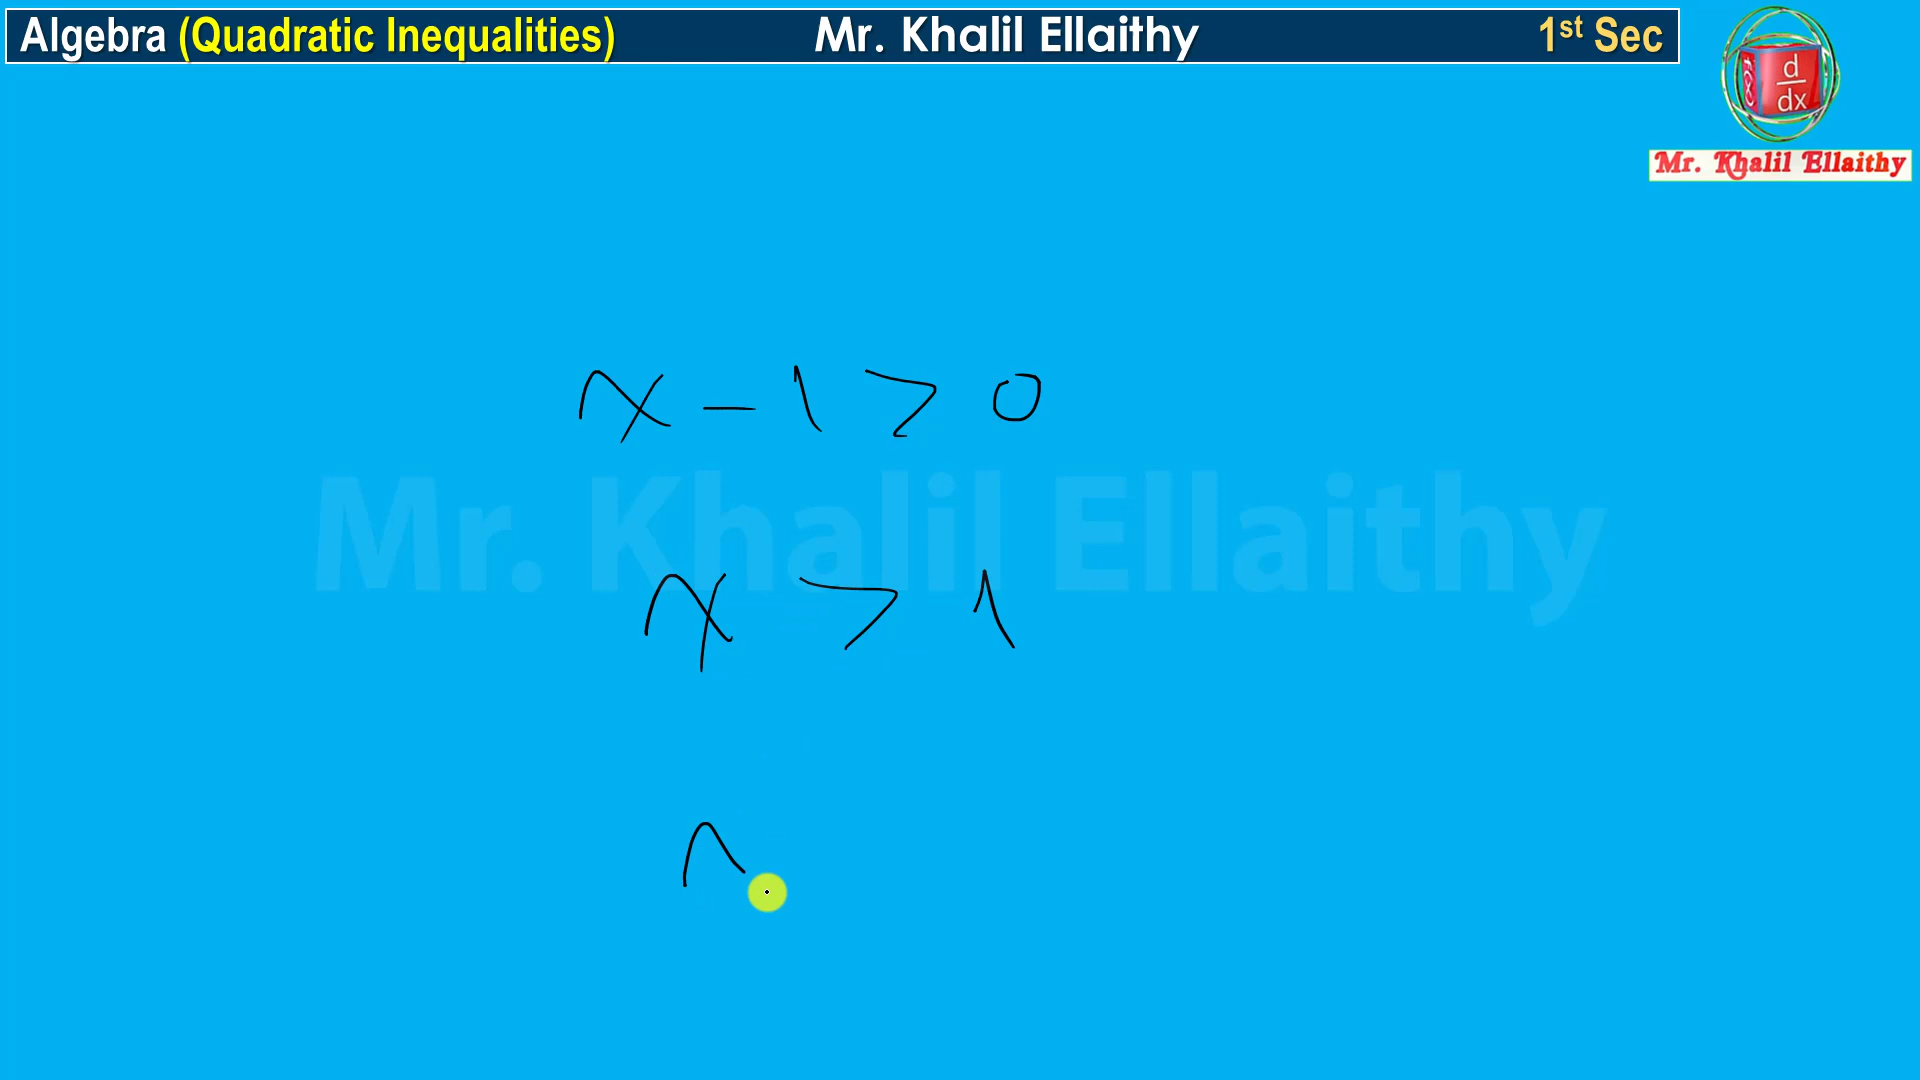 Algebra (Quadratic Inequalities) Mr. Khalil Ellaithy 1st Sec
d
dx
Mr. Khalil Ellaithy
x - 1 > 0
Mr. Khalil Ellaithy
x > 1